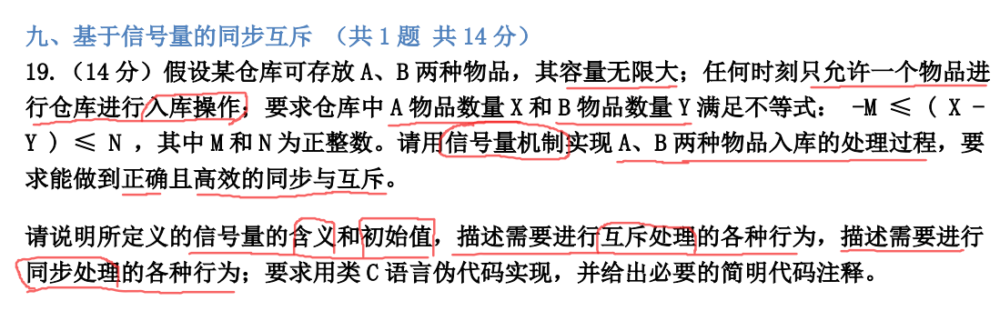 九、基于信号量的同步互斥 （共 1 题 共 14 分）
19.（14 分）假设某仓库可存放 A、B 两种物品，其容量无限大；任何时刻只允许一个物品进
行仓库进行入库操作；要求仓库中 A 物品数量 X 和 B 物品数量 Y 满足不等式： -M ≤ ( X -
Y ) ≤ N ，其中 M 和 N 为正整数。请用信号量机制实现 A、B 两种物品入库的处理过程，要
求能做到正确且高效的同步与互斥。
请说明所定义的信号量的含义和初始值，描述需要进行互斥处理的各种行为，描述需要进行
同步处理的各种行为；要求用类 C 语言伪代码实现，并给出必要的简明代码注释。